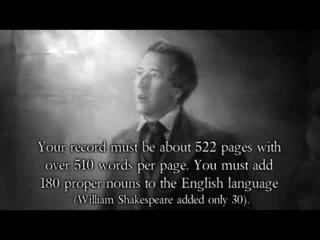 Your record must be about 522 pages with
over 510 words per page. You must add
180 proper nouns to the English language
(William Shakespeare added only 30).